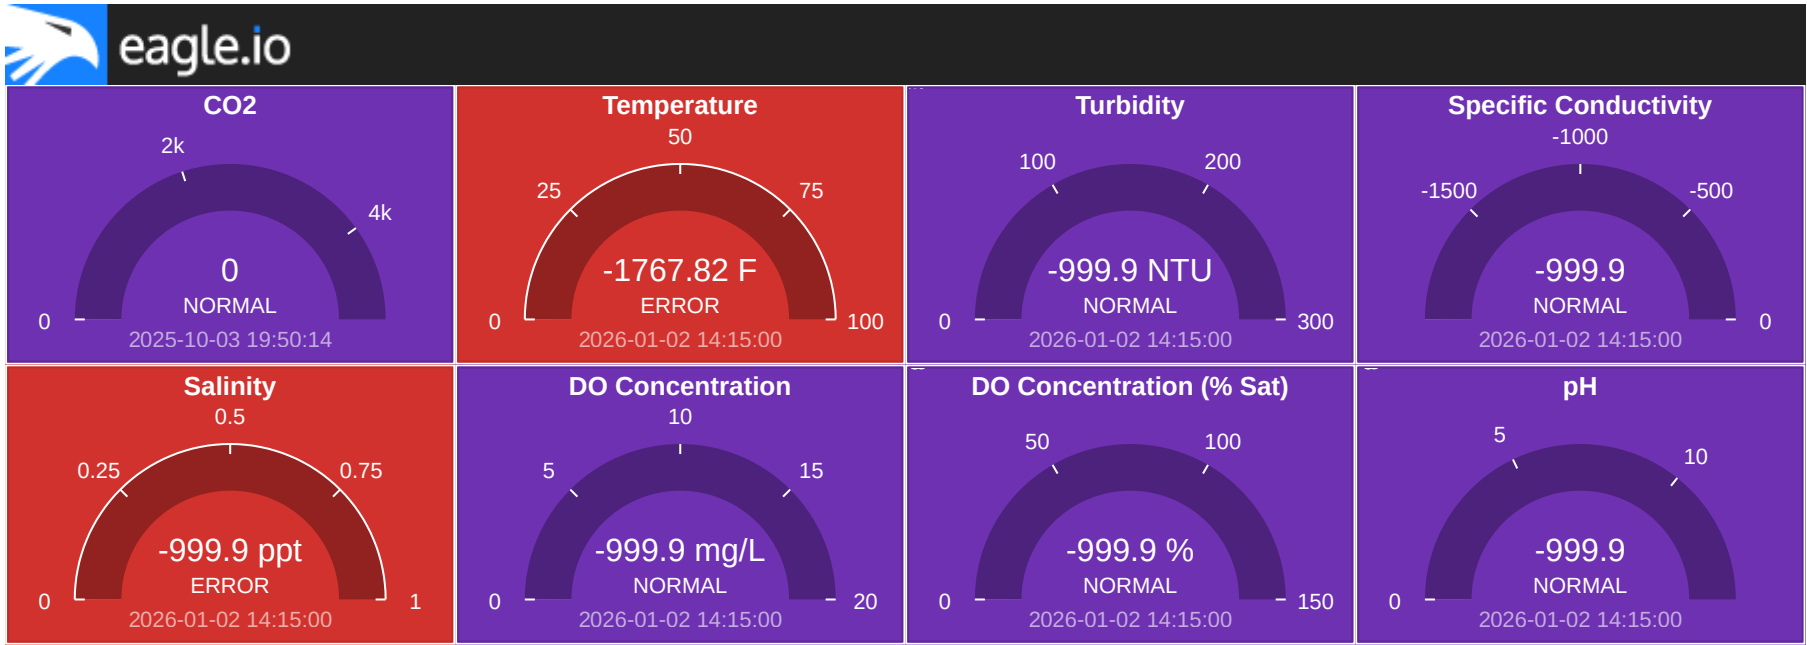 eagle.io
CO2
2k
4k
0
0
NORMAL
2025-10-03 19:50:14
Temperature
50
25
75
-1767.82 F
ERROR
0
100
2026-01-02 14:15:00
Turbidity
100
200
-999.9 NTU
NORMAL
0
300
2026-01-02 14:15:00
Specific Conductivity
-1000
-1500
-500
-999.9
NORMAL
0
2026-01-02 14:15:00
Salinity
0.5
0.25
0.75
-999.9 ppt
ERROR
0
1
2026-01-02 14:15:00
DO Concentration
10
5
15
-999.9 mg/L
NORMAL
0
20
2026-01-02 14:15:00
DO Concentration (% Sat)
50
100
-999.9 %
NORMAL
0
150
2026-01-02 14:15:00
pH
5
10
-999.9
NORMAL
0
2026-01-02 14:15:00